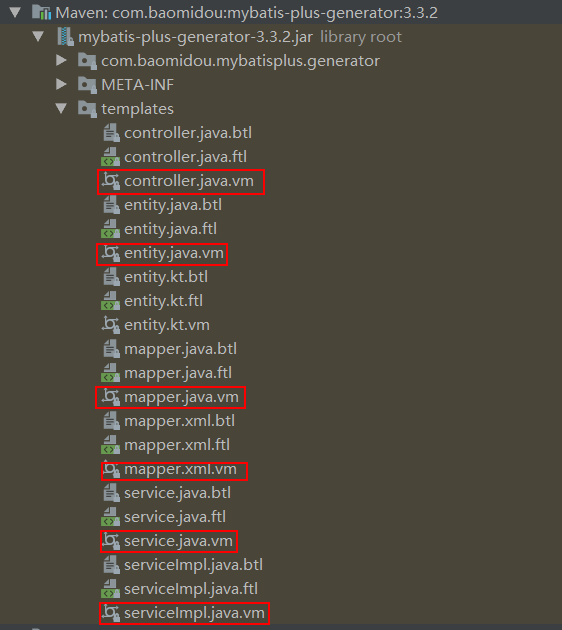 Maven: com.baomidou:mybatis-plus-generator:3.3.2
mybatis-plus-generator-3.3.2.jar library root
com.baomidou.mybatisplus.generator
META-INF
templates
controller.java.btl
controller.java.ftl
controller.java.vm
entity.java.btl
entity.java.ftl
entity.java.vm
entity.kt.btl
entity.kt.ftl
entity.kt.vm
mapper.java.btl
mapper.java.ftl
mapper.java.vm
mapper.xml.btl
mapper.xml.ftl
mapper.xml.vm
service.java.btl
service.java.ftl
service.java.vm
serviceImpl.java.btl
serviceImpl.java.ftl
serviceImpl.java.vm